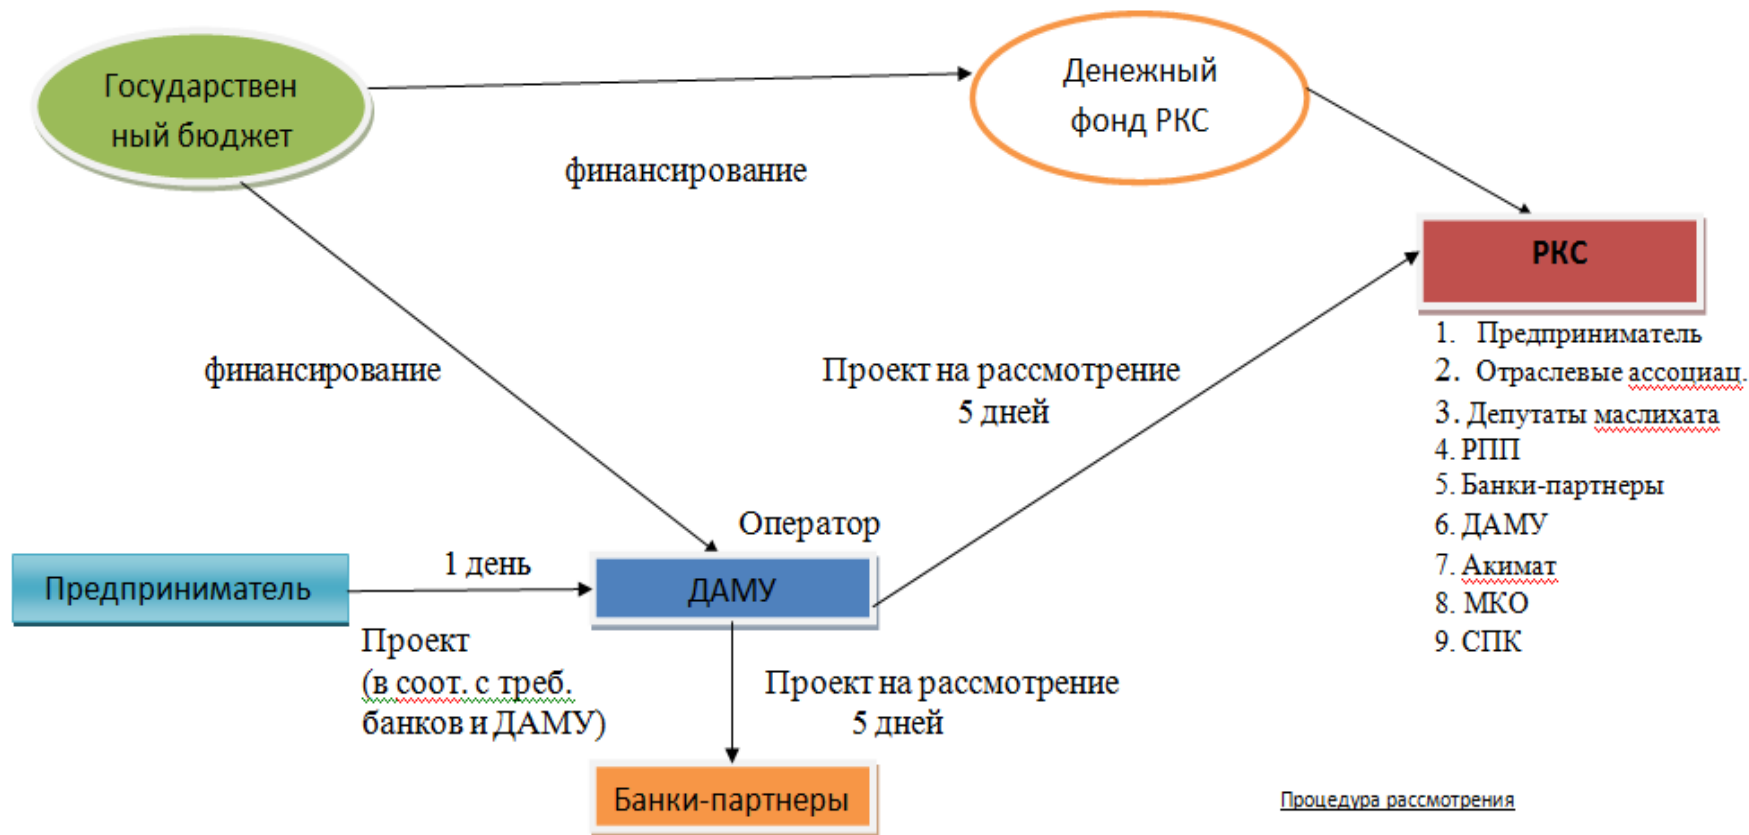 Государствен
ный бюджет
Денежный
фонд РКС
финансирование
РКС
1. Предприниматель
2. Отраслевые ассоциац.
3. Депутаты маслихата
4. РПП
5. Банки-партнеры
6. ДАМУ
7. Акимат
8. МКО
9. СПК
финансирование
Проект на рассмотрение
5 дней
Оператор
Предприниматель
1 день
ДАМУ
Проект
(в соот. с треб.
банков и ДАМУ)
Проект на рассмотрение
5 дней
Банки-партнеры
Процедура рассмотрения